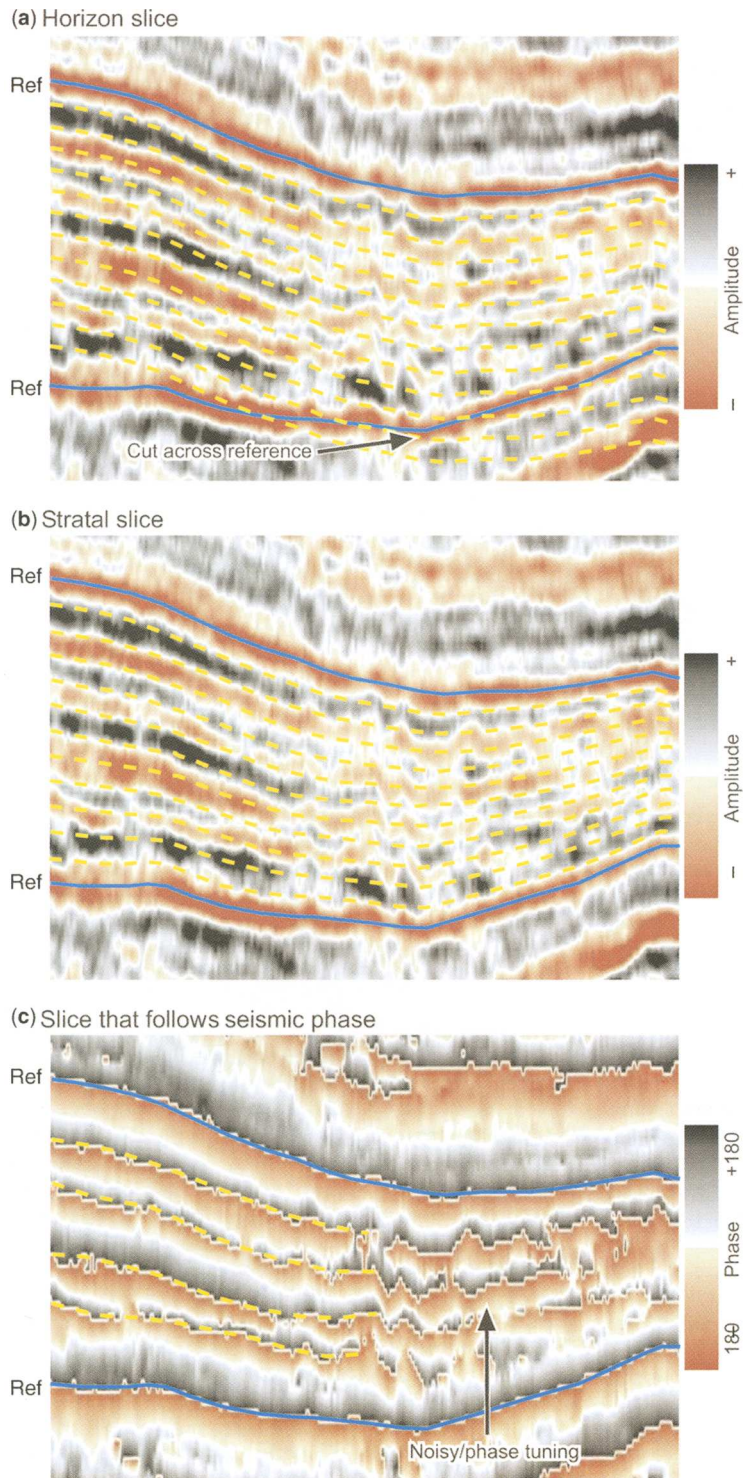 (a) Horizon slice
Ref
Ref
Cut across reference
+
Amplitude
–
(b) Stratal slice
Ref
Ref
+
Amplitude
–
(c) Slice that follows seismic phase
Ref
Ref
Noisy/phase tuning
+180
Phase
180